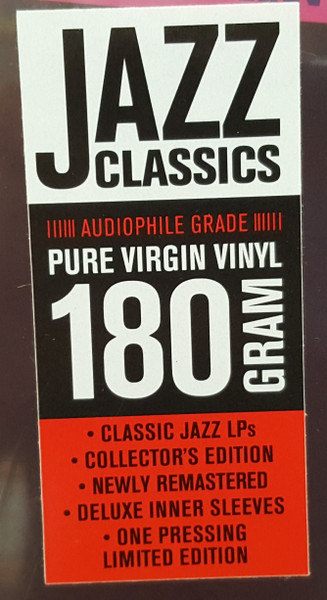 JAZZ
CLASSICS
AUDIOPHILE GRADE
PURE VIRGIN VINYL
180 GRAM
• CLASSIC JAZZ LPs
• COLLECTOR'S EDITION
• NEWLY REMASTERED
• DELUXE INNER SLEEVES
• ONE PRESSING
LIMITED EDITION